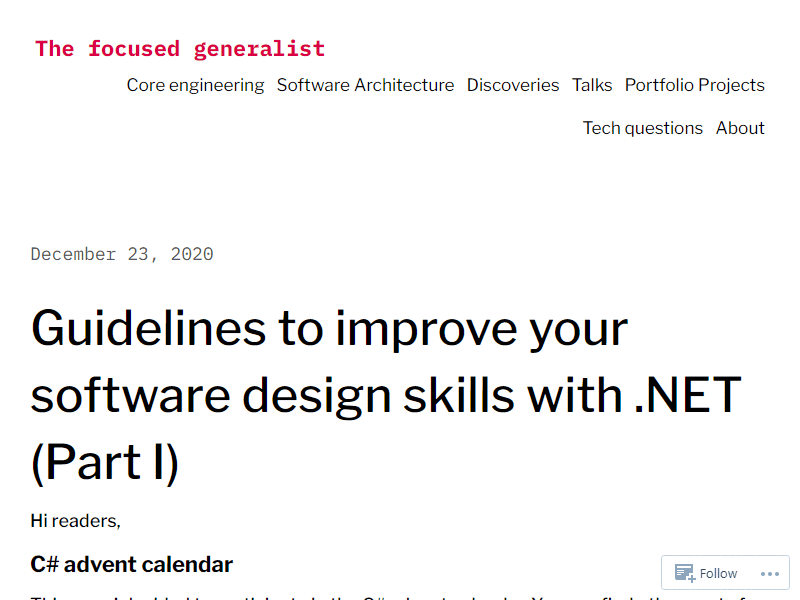 The focused generalist
Core engineering Software Architecture Discoveries Talks Portfolio Projects
Tech questions About
December 23, 2020
Guidelines to improve your
software design skills with .NET
(Part I)
Hi readers,
C# advent calendar
Follow